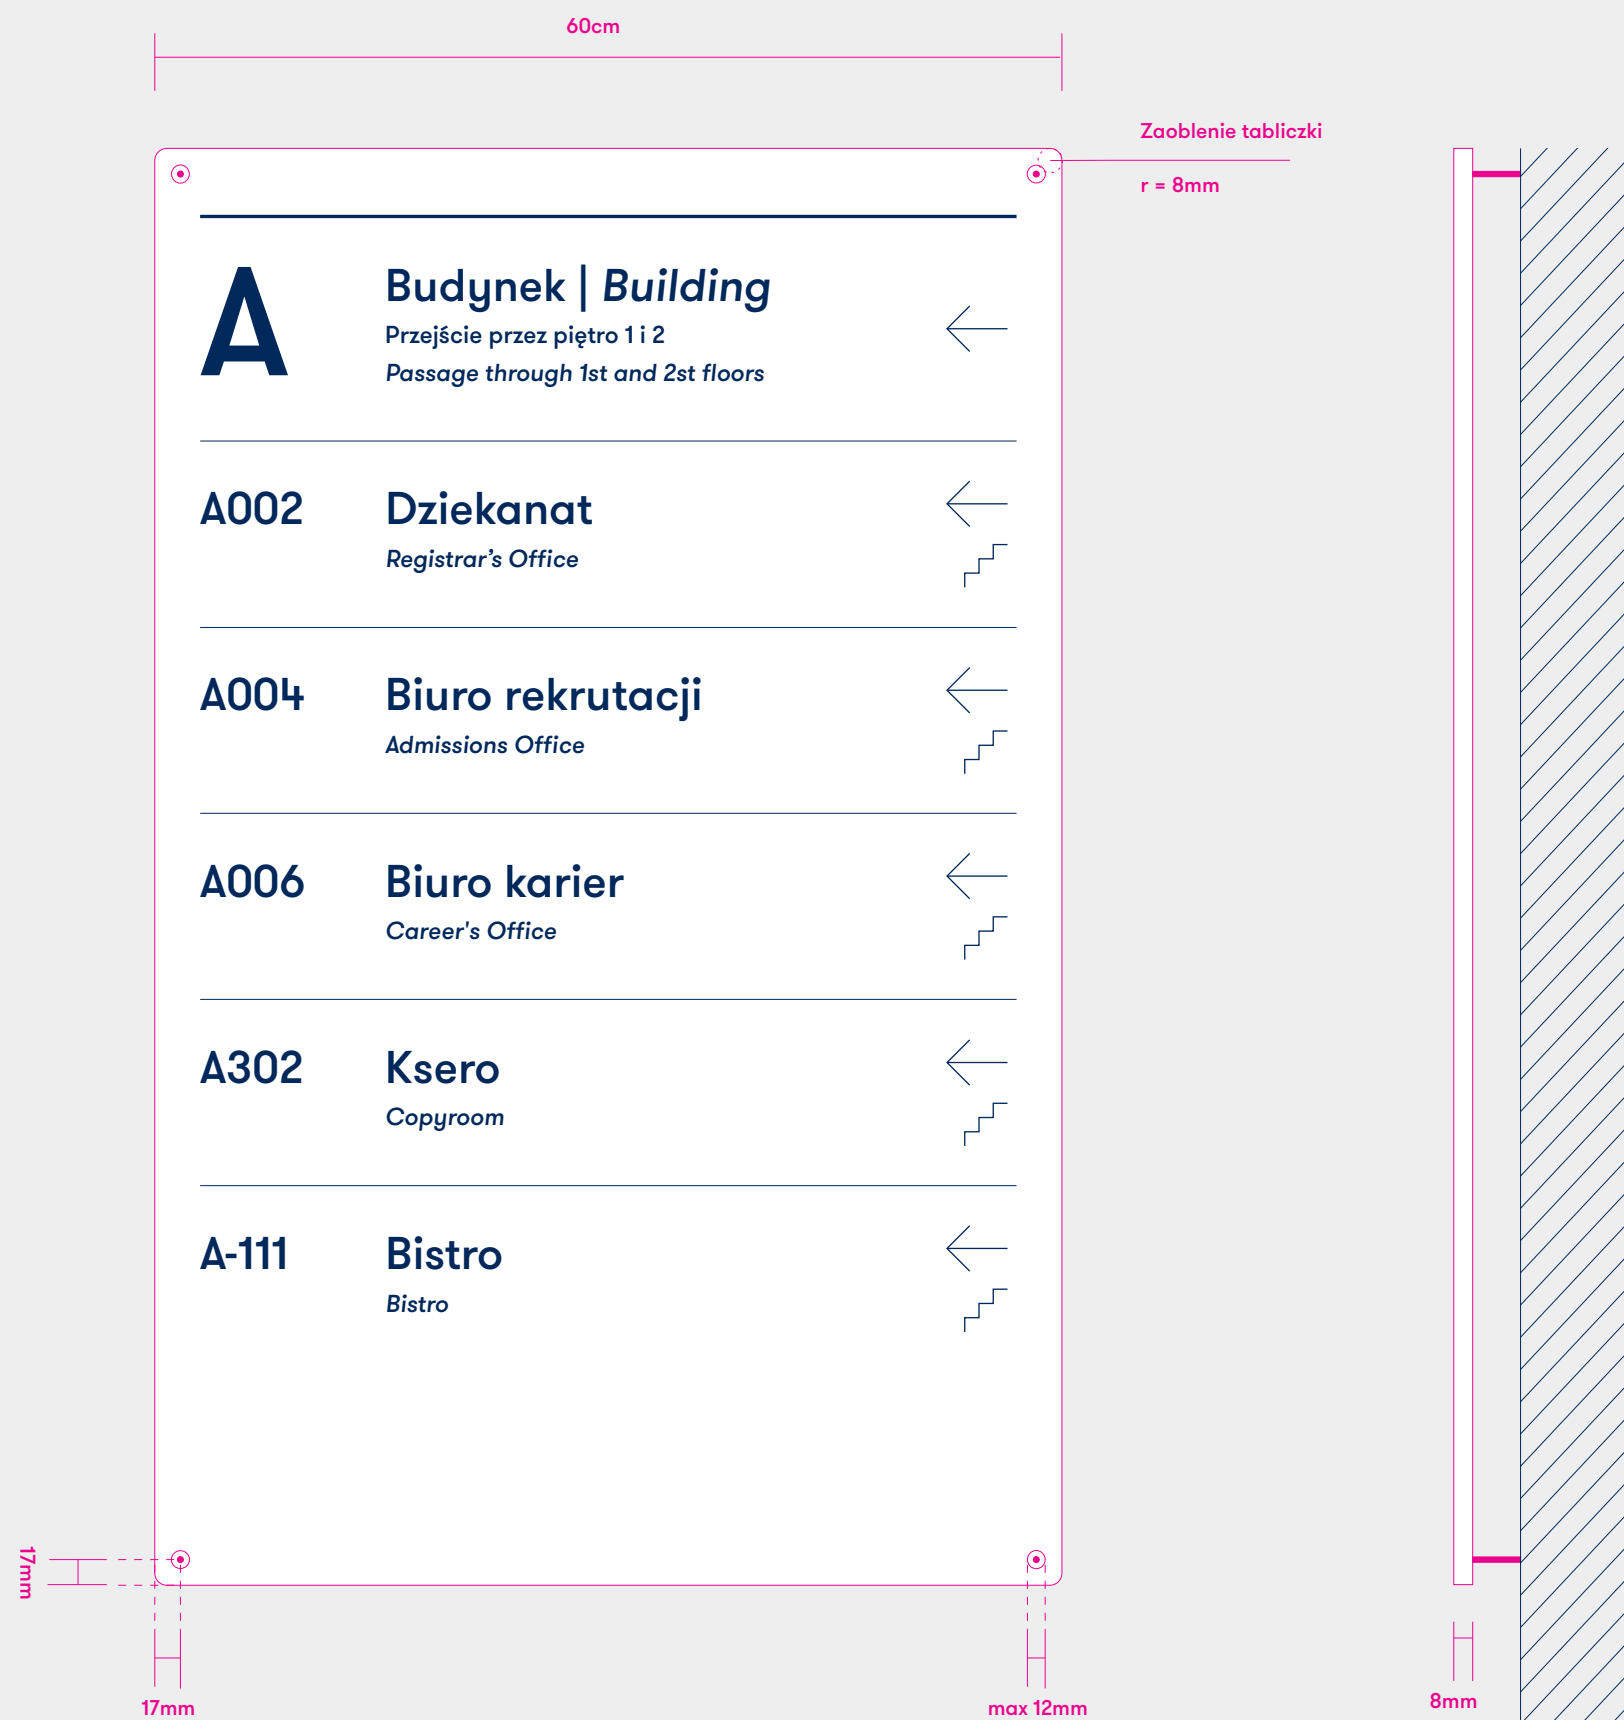 60cm
Zaoblenie tabliczki
r = 8mm
A
Budynek | Building
Przejście przez piętro 1 i 2
Passage through 1st and 2st floors
A002
Dziekanat
Registrar’s Office
A004
Biuro rekrutacji
Admissions Office
A006
Biuro karier
Career's Office
A302
Ksero
Copyroom
A-111
Bistro
Bistro
17mm
17mm
max 12mm
8mm